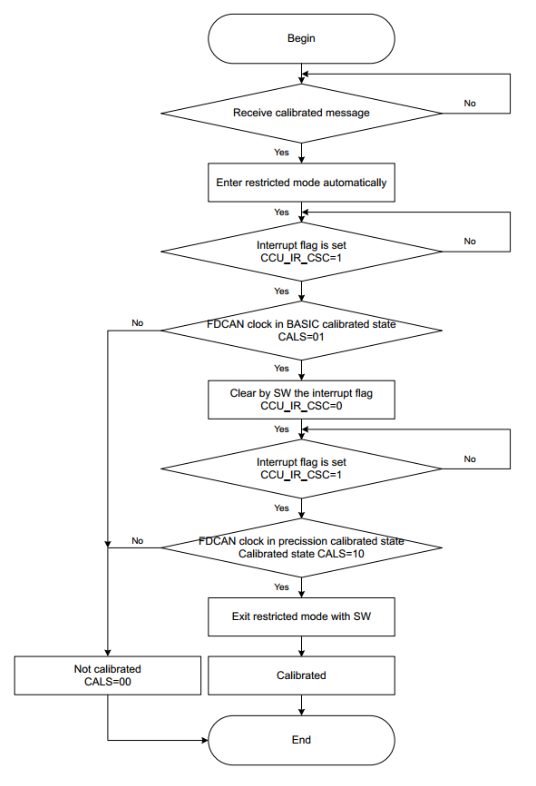 Begin
Receive calibrated message
No
Yes
Enter restricted mode automatically
Yes
Interrupt flag is set
CCU_IR_CSC=1
No
Yes
No
FDCAN clock in BASIC calibrated state
CALS=01
Yes
Clear by SW the interrupt flag
CCU_IR_CSC=0
Yes
Interrupt flag is set
CCU_IR_CSC=1
No
Yes
No
FDCAN clock in precission calibrated state
Calibrated state CALS=10
Yes
Exit restricted mode with SW
Not calibrated
CALS=00
Calibrated
End